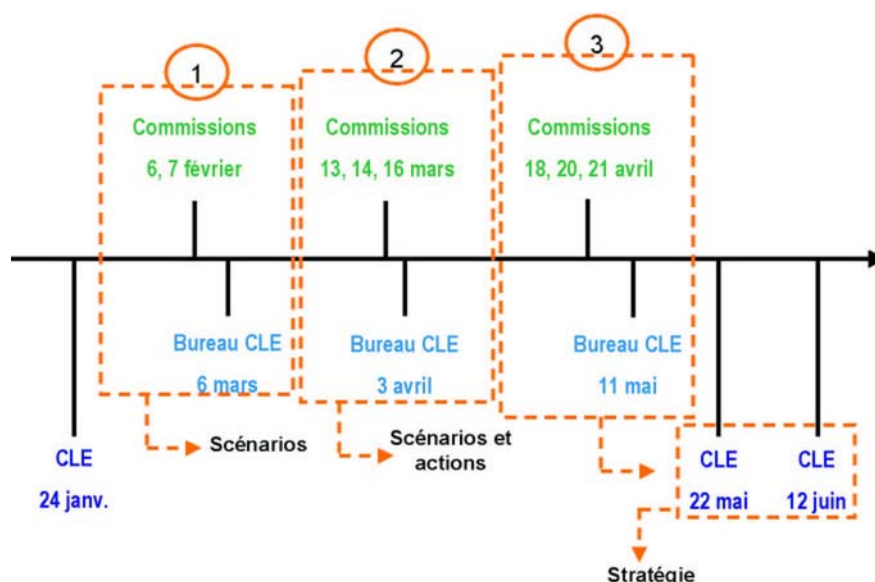 1
Commissions
6, 7 février
Bureau CLE
6 mars
2
Commissions
13, 14, 16 mars
Bureau CLE
3 avril
3
Commissions
18, 20, 21 avril
Bureau CLE
11 mai
Scénarios
Scénarios et
actions
CLE
24 janv.
CLE
22 mai
CLE
12 juin
Stratégie